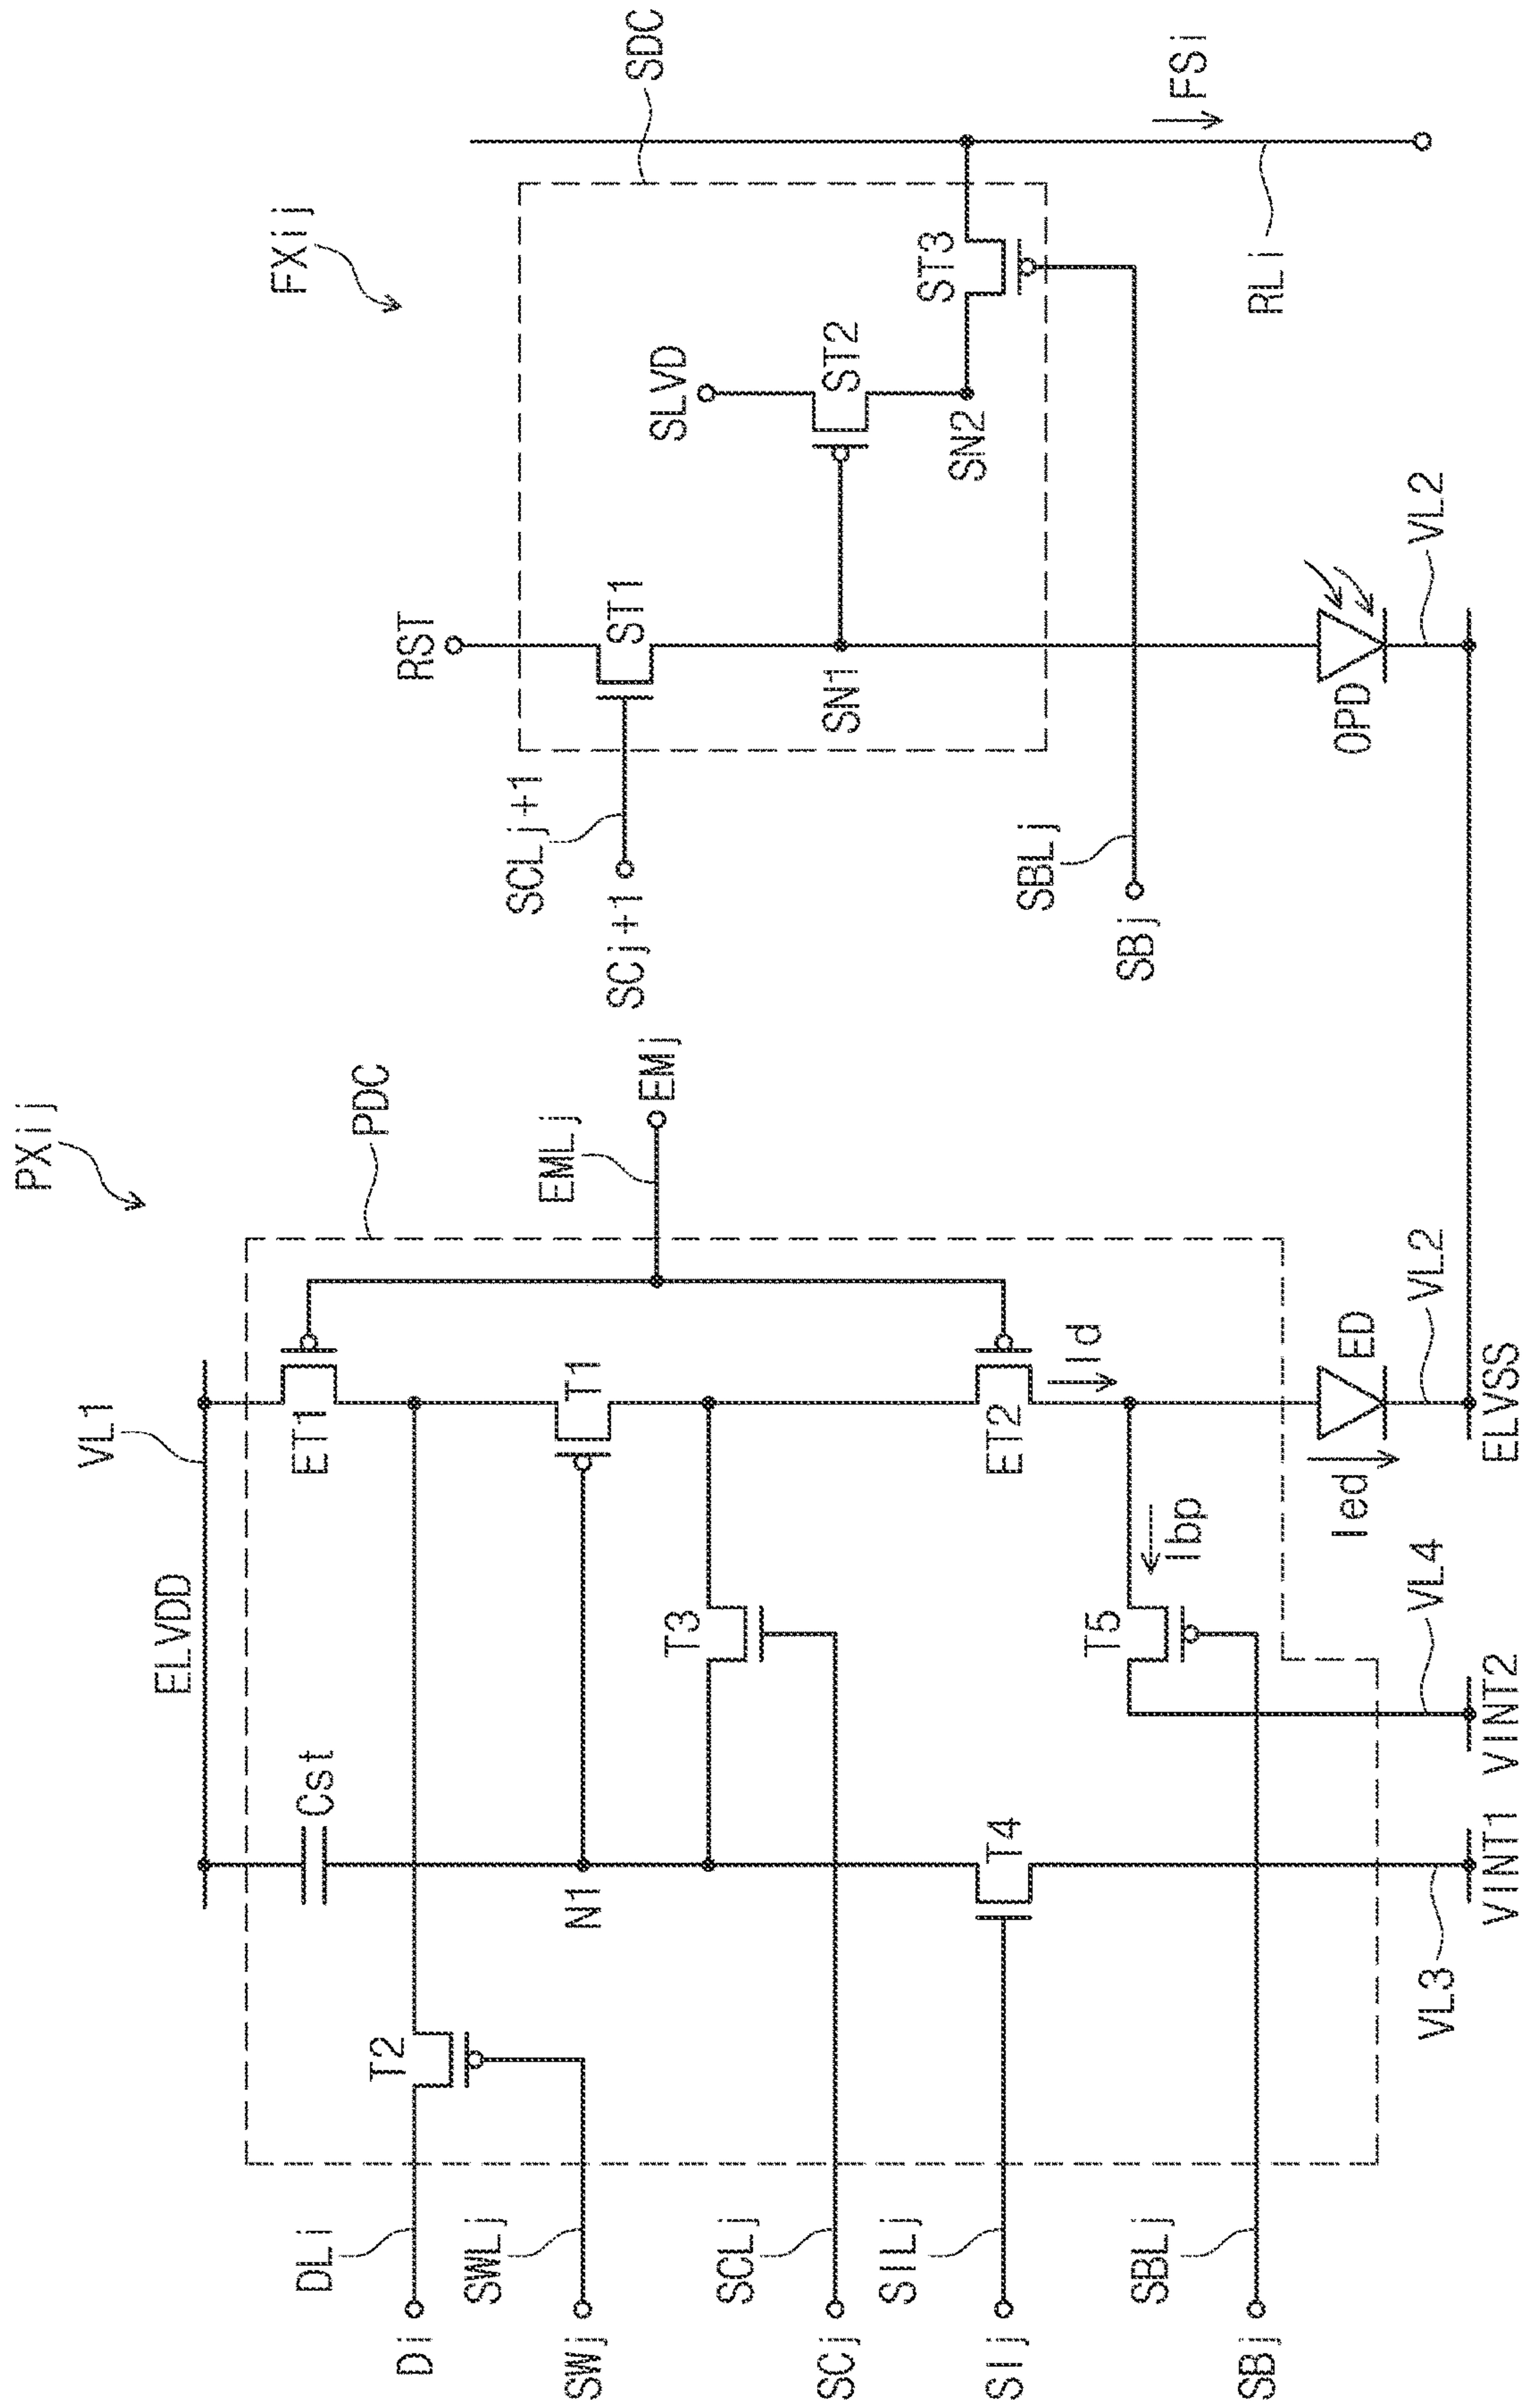 PXij
FXij
VL1
ELVDD
PDC
RST
SDC
Cst
ET1
DLi
T2
Di
EMLj
EMj
SCLj+1
SCj+1
ST1
SLVD
SWLj
SWj
N1
T1
T3
SN1
ST2
ST3
SN2
SCLj
SCj
SILj
SIj
T4
ET2
Id
SBLj
SBj
FSi
RLi
T5
Ibp
SBLj
SBj
ED
Ied
OPD
VL3
VL4
VL2
VL2
VINT1
VINT2
ELVSS